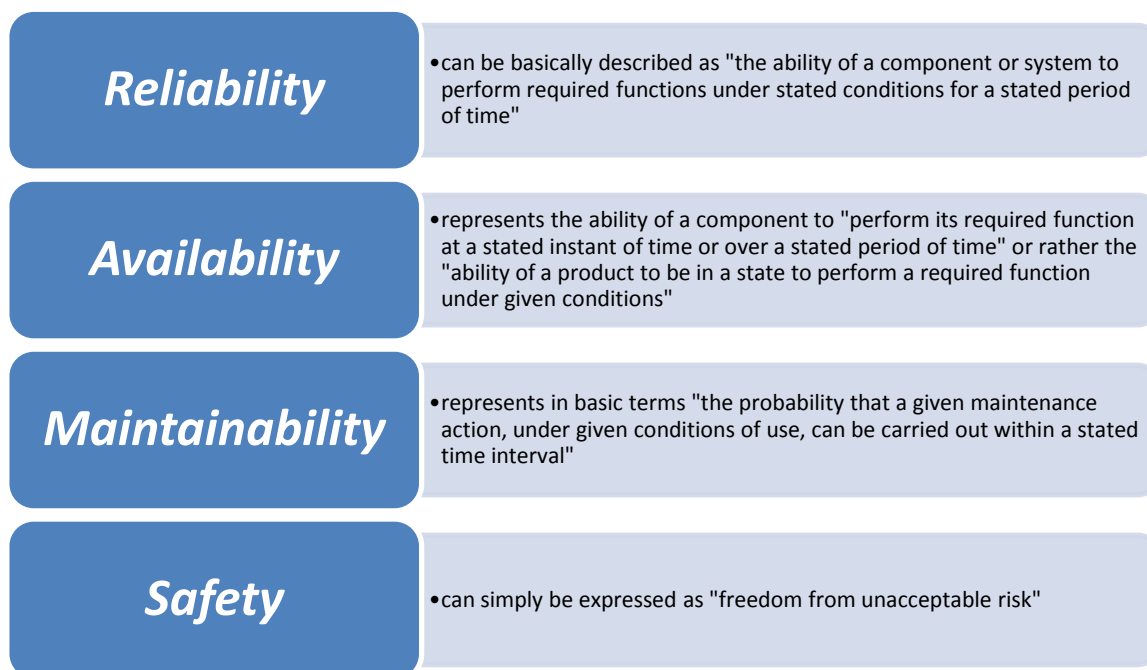 Reliability
•can be basically described as "the ability of a component or system to
perform required functions under stated conditions for a stated period
of time"
Availability
•represents the ability of a component to "perform its required function
at a stated instant of time or over a stated period of time" or rather the
"ability of a product to be in a state to perform a required function
under given conditions"
Maintainability
•represents in basic terms "the probability that a given maintenance
action, under given conditions of use, can be carried out within a stated
time interval"
Safety
•can simply be expressed as "freedom from unacceptable risk"